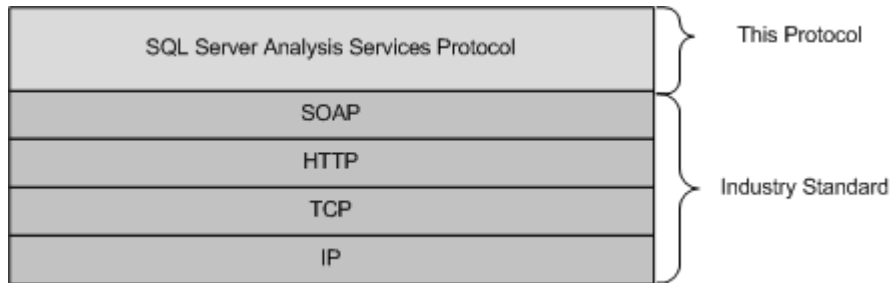 SQL Server Analysis Services Protocol
This Protocol
SOAP
HTTP
TCP
IP
Industry Standard